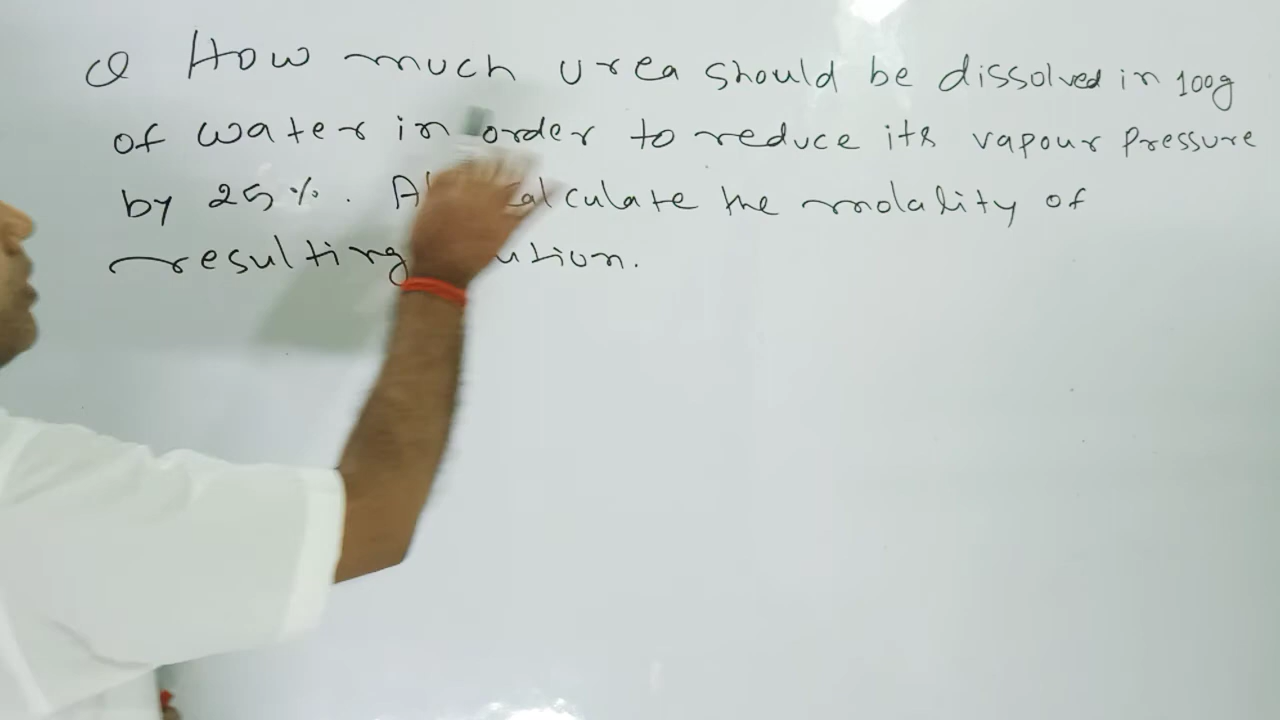 Q How much urea should be dissolved in 100g
of water in order to reduce its vapour pressure
by 25%. calculate the molality of
resulting